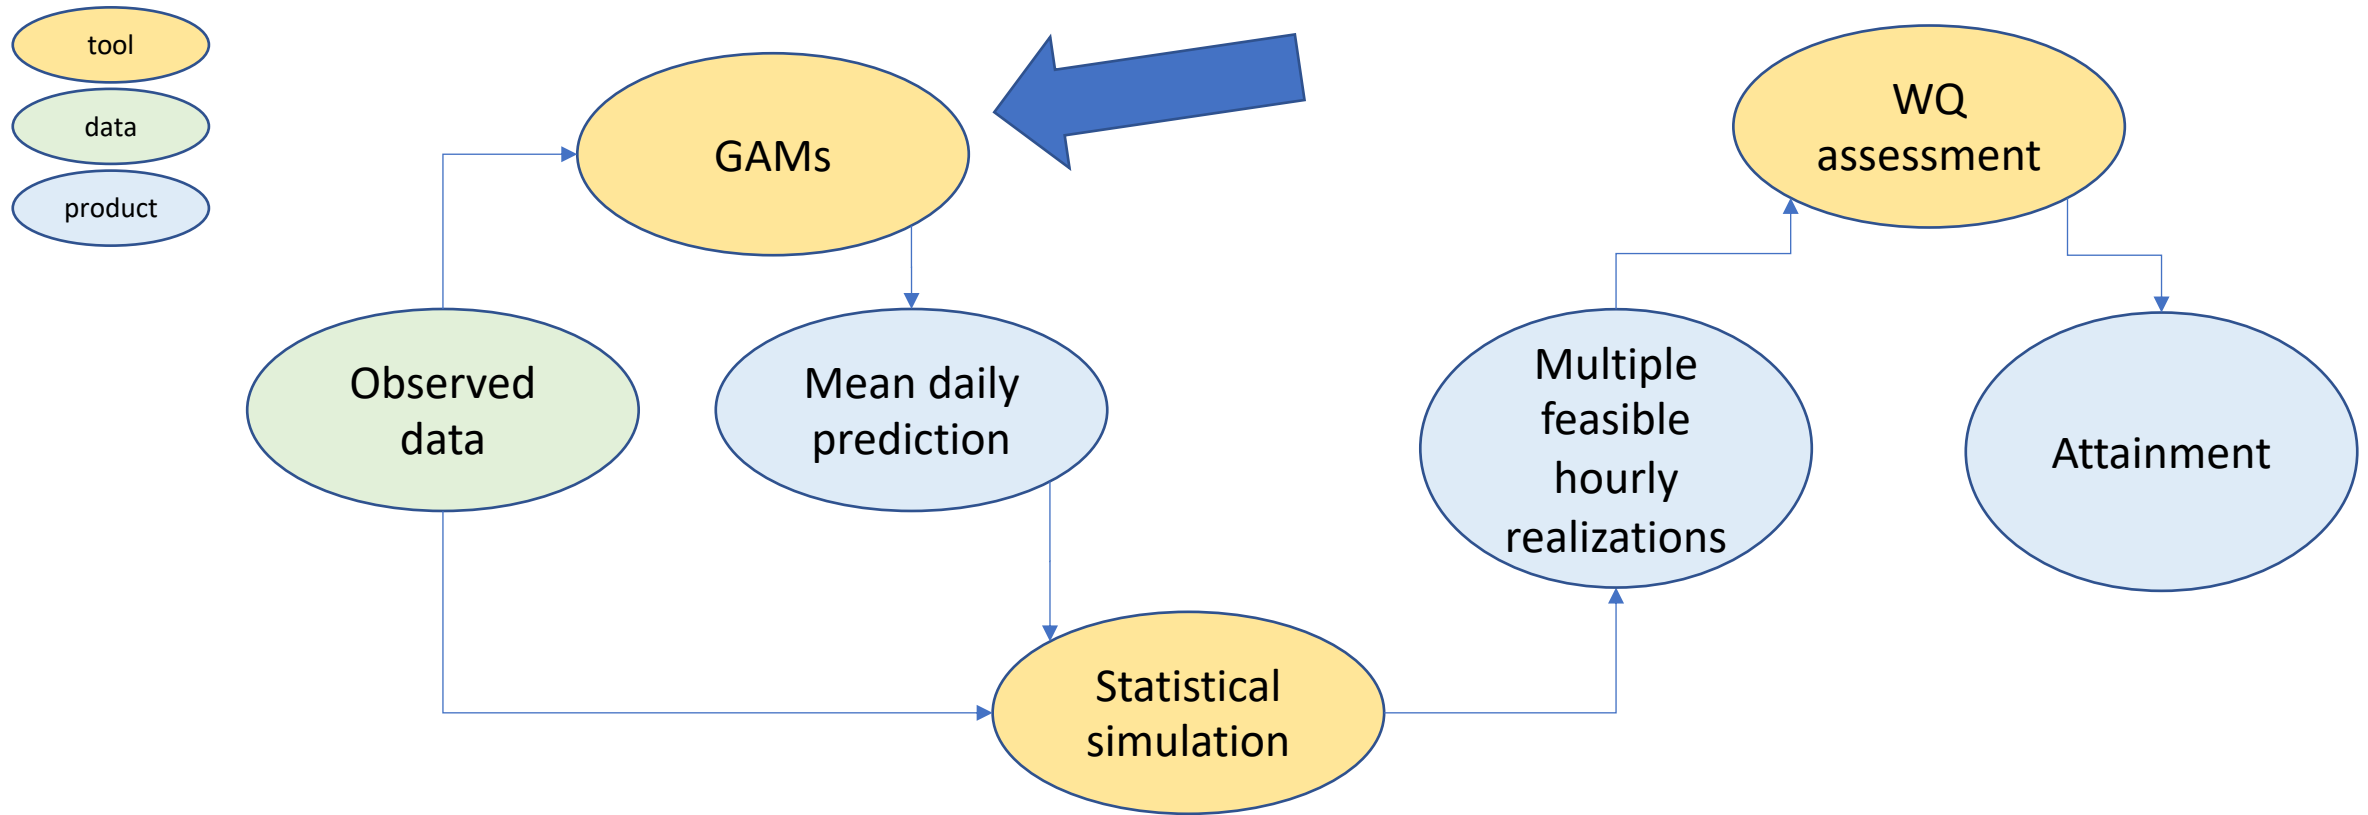 tool
data
product
GAMs
WQ
assessment
Observed
data
Mean daily
prediction
Multiple
feasible
hourly
realizations
Attainment
Statistical
simulation